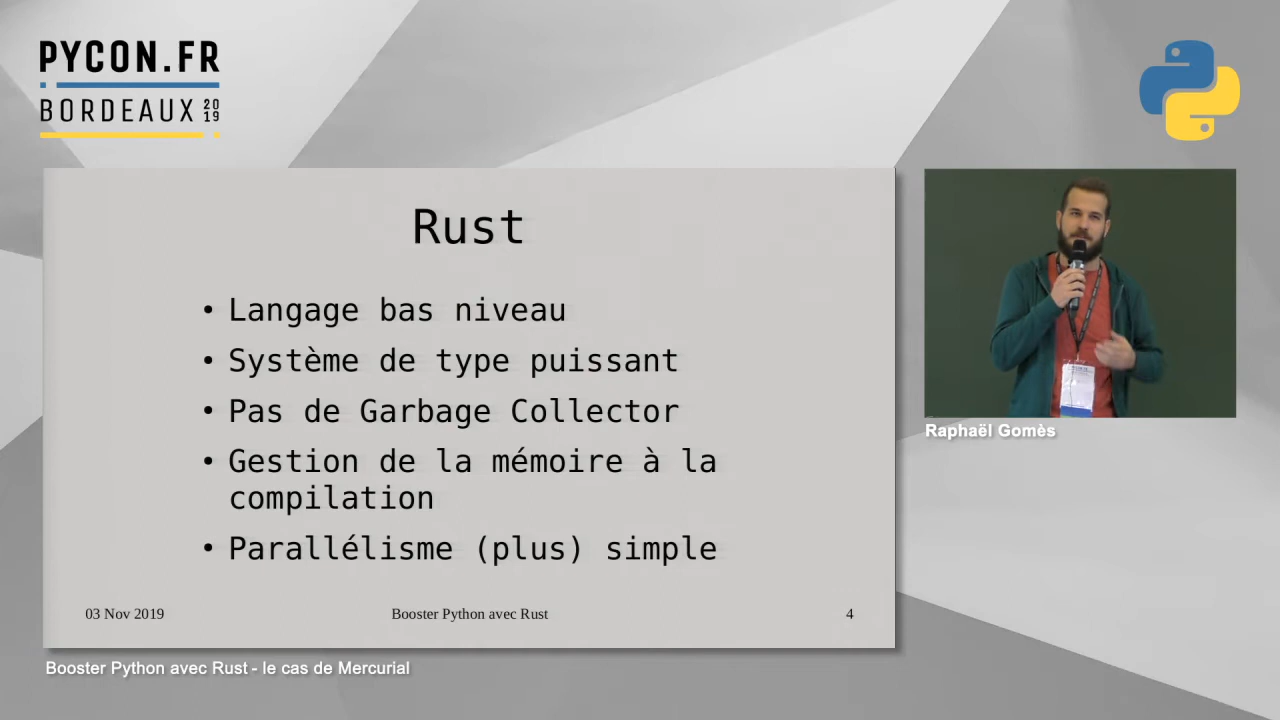 PYCON.FR
BORDEAUX 2019
Rust
• Langage bas niveau
• Système de type puissant
• Pas de Garbage Collector
• Gestion de la mémoire à la
compilation
• Parallélisme (plus) simple
03 Nov 2019
Booster Python avec Rust
4
Raphaël Gomès
Booster Python avec Rust - le cas de Mercurial